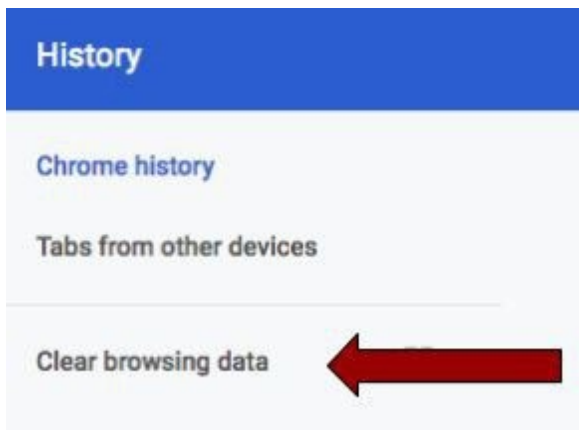 History
Chrome history
Tabs from other devices
Clear browsing data